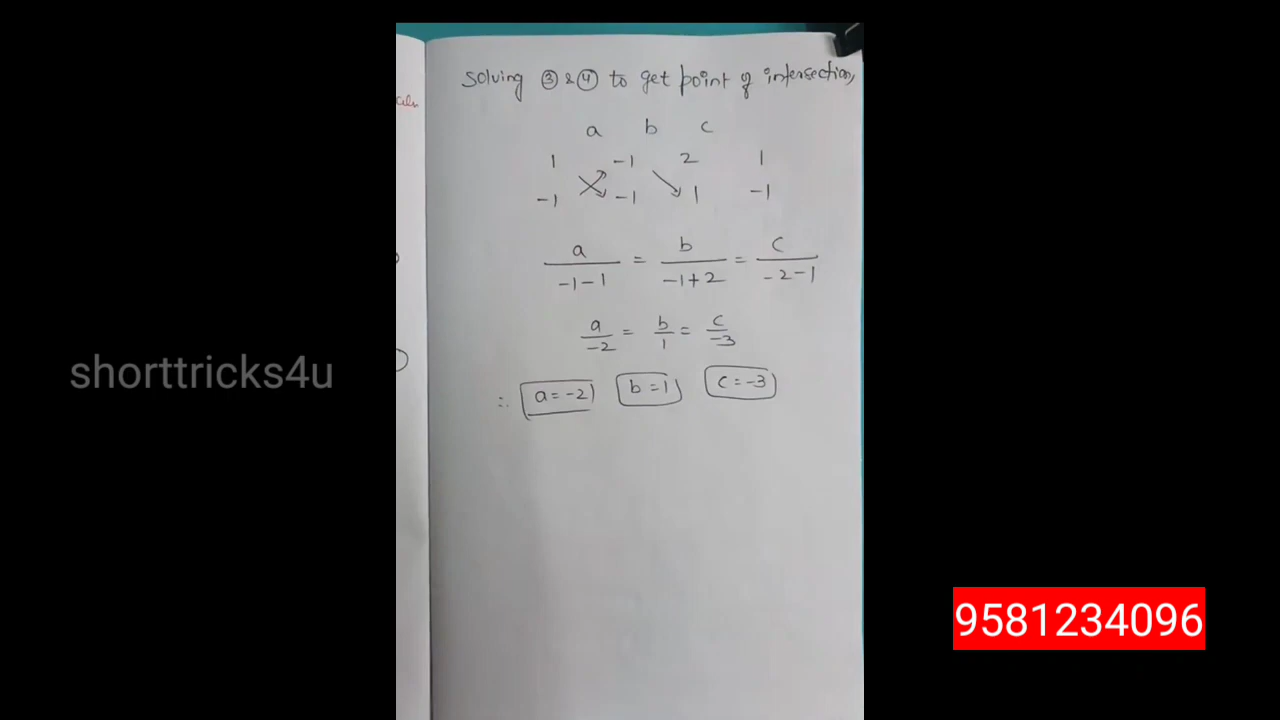 Solving ③ & ④ to get point of intersection,
a b c
1 -1 2 1
-1 -1 1 -1
a/-1-1 = b/-1+2 = c/-2-1
a/-2 = b/1 = c/-3
∴ a=-2 b=1 c=-3
shorttricks4u
9581234096